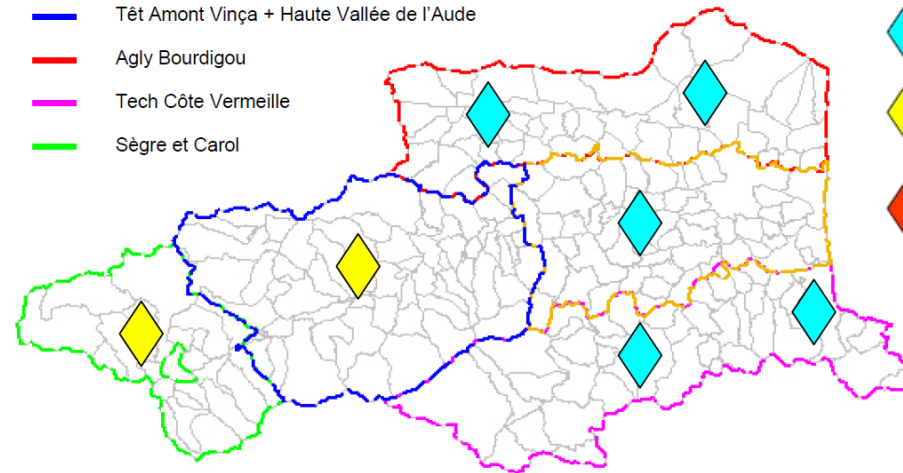 Têt Amont Vinça + Haute Vallée de l'Aude
Agly Bourdigou
Tech Côte Vermeille
Sègre et Carol